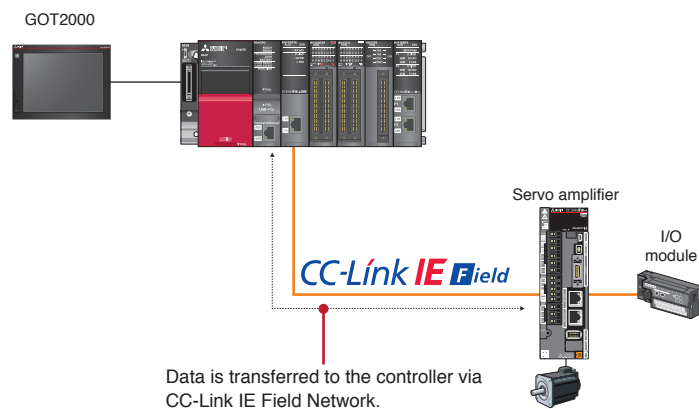 GOT2000
Servo amplifier
I/O
module
CC-Link IE Field
Data is transferred to the controller via
CC-Link IE Field Network.